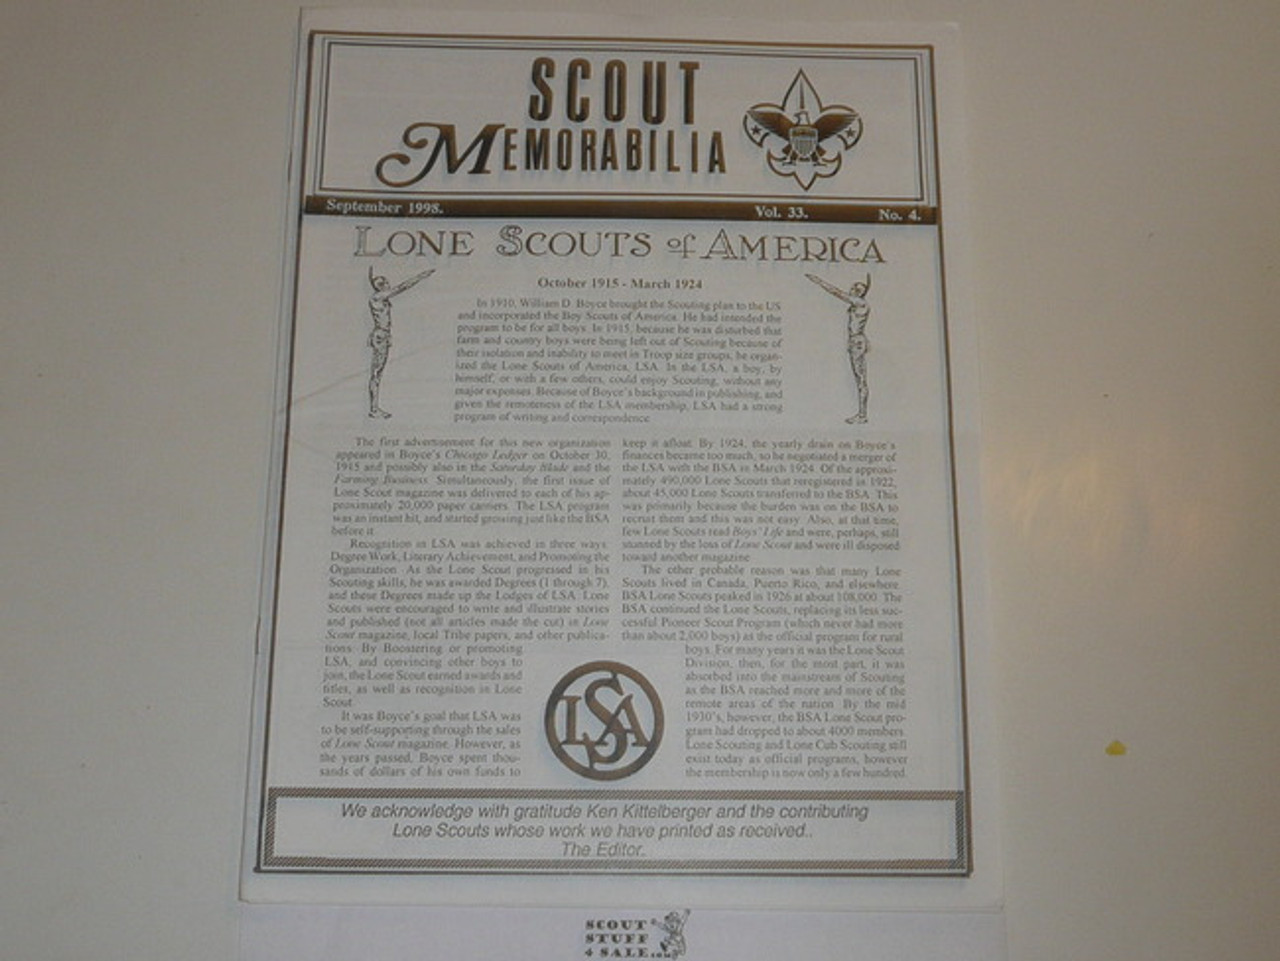 SCOUT
MEMORABILIA
September 1998. Vol. 33. No. 4.
LONE SCOUTS of AMERICA
October 1915 - March 1924
In 1910, William D. Boyce brought the Scouting plan to the US
and incorporated the Boy Scouts of America. He had intended the
program to be for all boys. In 1915, because he was disturbed that
farm and country boys were being left out of Scouting because of
their isolation and inability to meet in Troop size groups, he organ-
ized the Lone Scouts of America, LSA. In the LSA, a boy, by
himself, or with a few others, could enjoy Scouting, without any
major expenses. Because of Boyce's background in publishing, and
given the remoteness of the LSA membership, LSA had a strong
program of writing and correspondence
The first advertisement for this new organization
appeared in Boyce's Chicago Ledger on October 30,
1915 and possibly also in the Saturday Blade and the
Farming Business. Simultaneously, the first issue of
Lone Scout magazine was delivered to each of his ap-
proximately 20,000 paper carriers. The LSA program
was an instant hit, and started growing just like the BSA
before it.
Recognition in LSA was achieved in three ways:
Degree Work, Literary Achievement, and Promoting the
Organization. As the Lone Scout progressed in his
Scouting skills, he was awarded Degrees (1 through 7),
and these Degrees made up the Lodges of LSA. Lone
Scouts were encouraged to write and illustrate stories
and published (not all articles made the cut) in Lone
Scout magazine, local Tribe papers, and other publica-
tions. By Boostering or promoting
LSA, and convincing other boys to
join, the Lone Scout earned awards and
titles, as well as recognition in Lone
Scout.
It was Boyce's goal that LSA was
to be self-supporting through the sales
of Lone Scout magazine. However, as
the years passed, Boyce spent thou-
sands of dollars of his own funds to
keep it afloat. By 1924, the yearly drain on Boyce's
finances became too much, so he negotiated a merger of
the LSA with the BSA in March 1924. Of the approxi-
mately 490,000 Lone Scouts that reregistered in 1922,
about 45,000 Lone Scouts transferred to the BSA. This
was primarily because the burden was on the BSA to
recruit them and this was not easy. Also, at that time,
few Lone Scouts read Boys' Life and were, perhaps, still
stunned by the loss of Lone Scout and were ill disposed
toward another magazine.
The other probable reason was that many Lone
Scouts lived in Canada, Puerto Rico, and elsewhere.
BSA Lone Scouts peaked in 1926 at about 108,000. The
BSA continued the Lone Scouts, replacing its less suc-
cessful Pioneer Scout Program (which never had more
than about 2,000 boys) as the official program for rural
boys. For many years it was the Lone Scout
Division, then, for the most part, it was
absorbed into the mainstream of Scouting
as the BSA reached more and more of the
remote areas of the nation. By the mid
1930's, however, the BSA Lone Scout pro-
gram had dropped to about 4000 members.
Lone Scouting and Lone Cub Scouting still
exist today as official programs, however
the membership is now only a few hundred.
LSA
We acknowledge with gratitude Ken Kittelberger and the contributing
Lone Scouts whose work we have printed as received..
The Editor.
SCOUT
STUFF
4 SALE.com